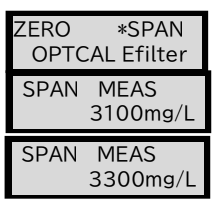 ZERO *SPAN
OPTCAL Efilter
SPAN MEAS
3100mg/L
SPAN MEAS
3300mg/L